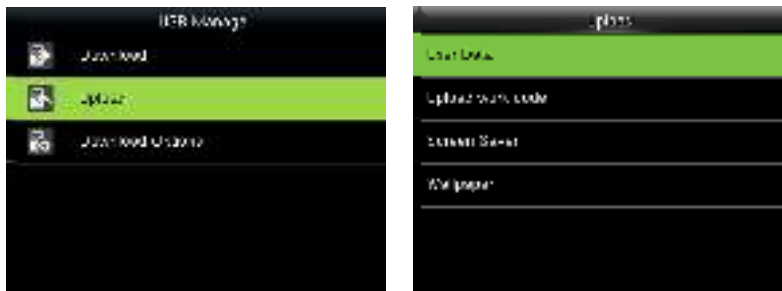 USB Manage
Download
Upload
Download Options
Upload
User Data
Upload work code
Screen Saver
Wallpaper